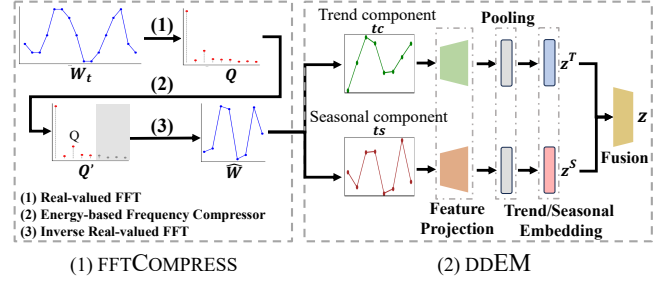 Trend component
tc
Pooling
(1)
W_t
Q
z^T
(2)
Seasonal component
ts
Q
Q'
(3)
Ŵ
z^S
Z
Fusion
(1) Real-valued FFT
(2) Energy-based Frequency Compressor
(3) Inverse Real-valued FFT
Feature
Projection
Trend/Seasonal
Embedding
(1) FFTCOMPRESS
(2) DDEM